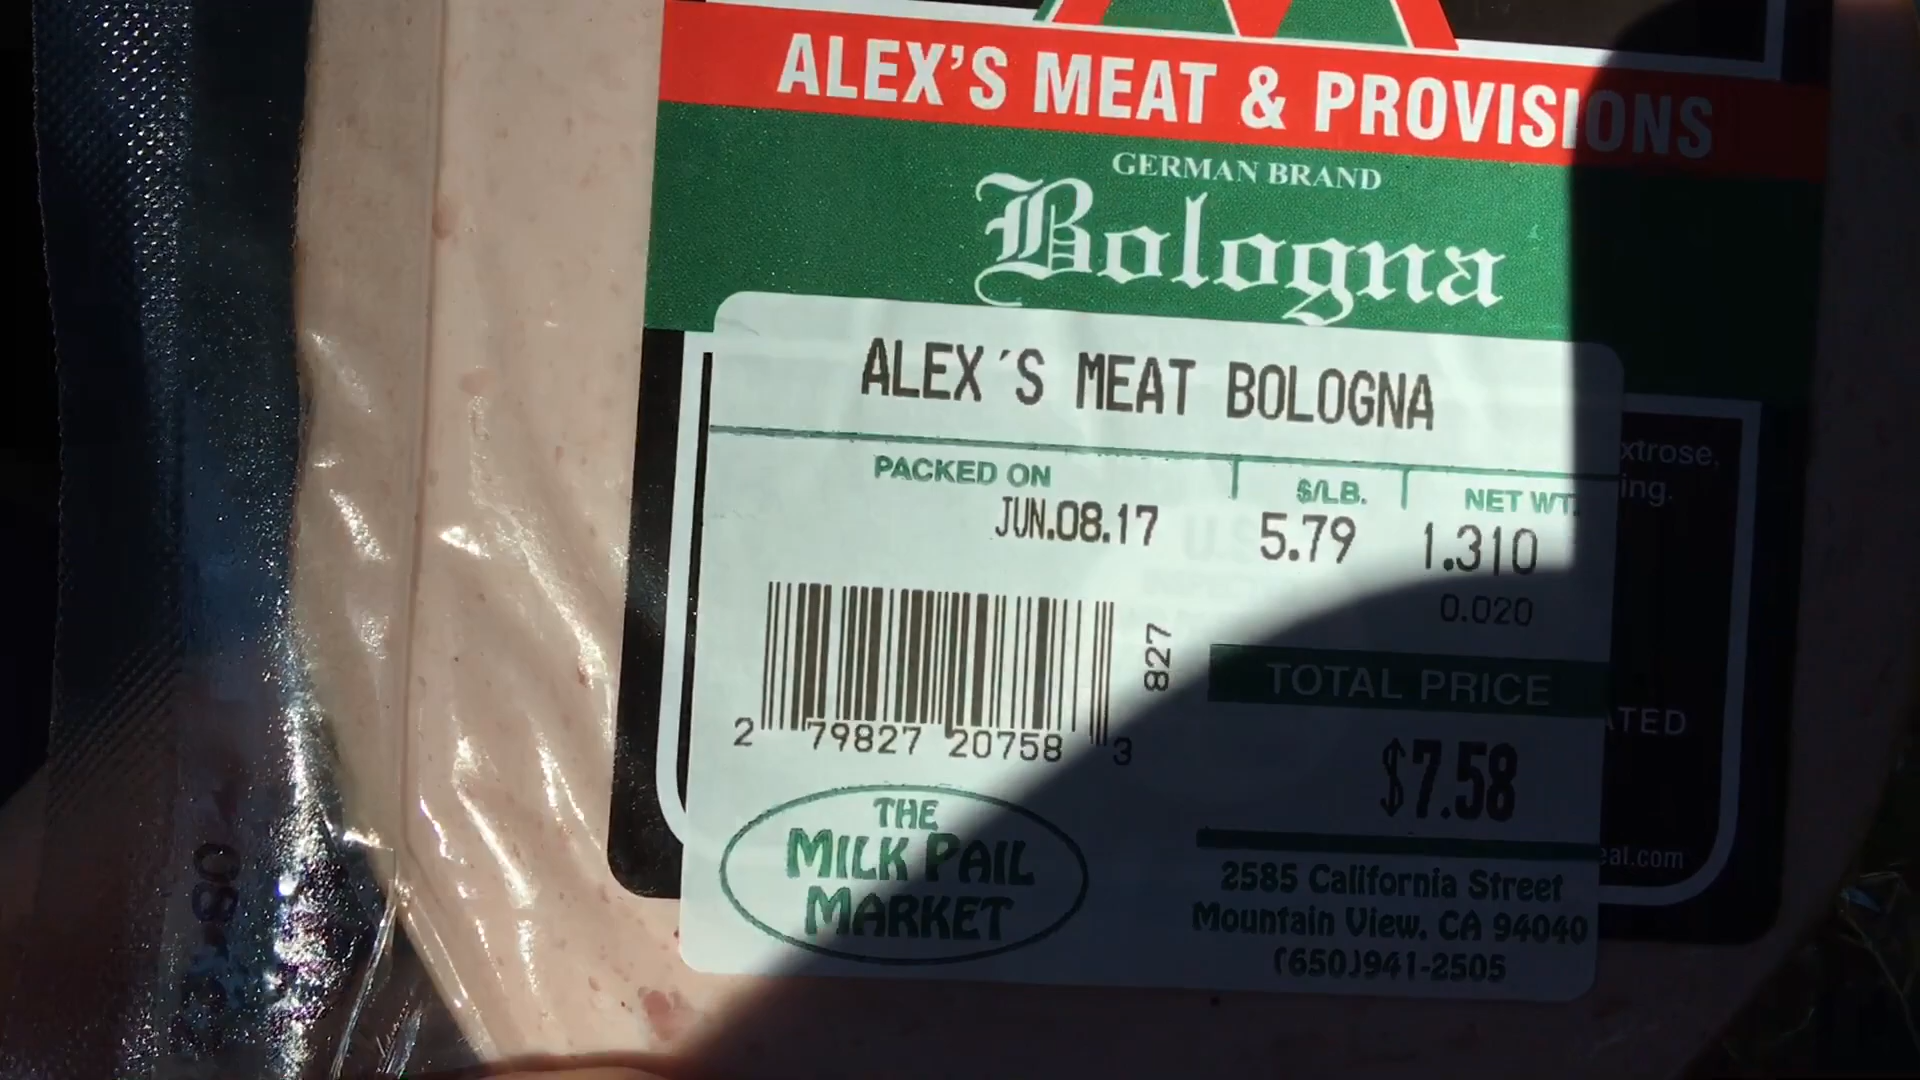 ALEX'S MEAT & PROVISIONS
GERMAN BRAND
Bologna
ALEX'S MEAT BOLOGNA
PACKED ON
$/LB.
NET WT.
JUN.08.17
5.79
1.310
0.020
827
TOTAL PRICE
$7.58
2 79827 20758 3
THE
MILK PAIL
MARKET
2585 California Street
Mountain View, CA 94040
(650)941-2505